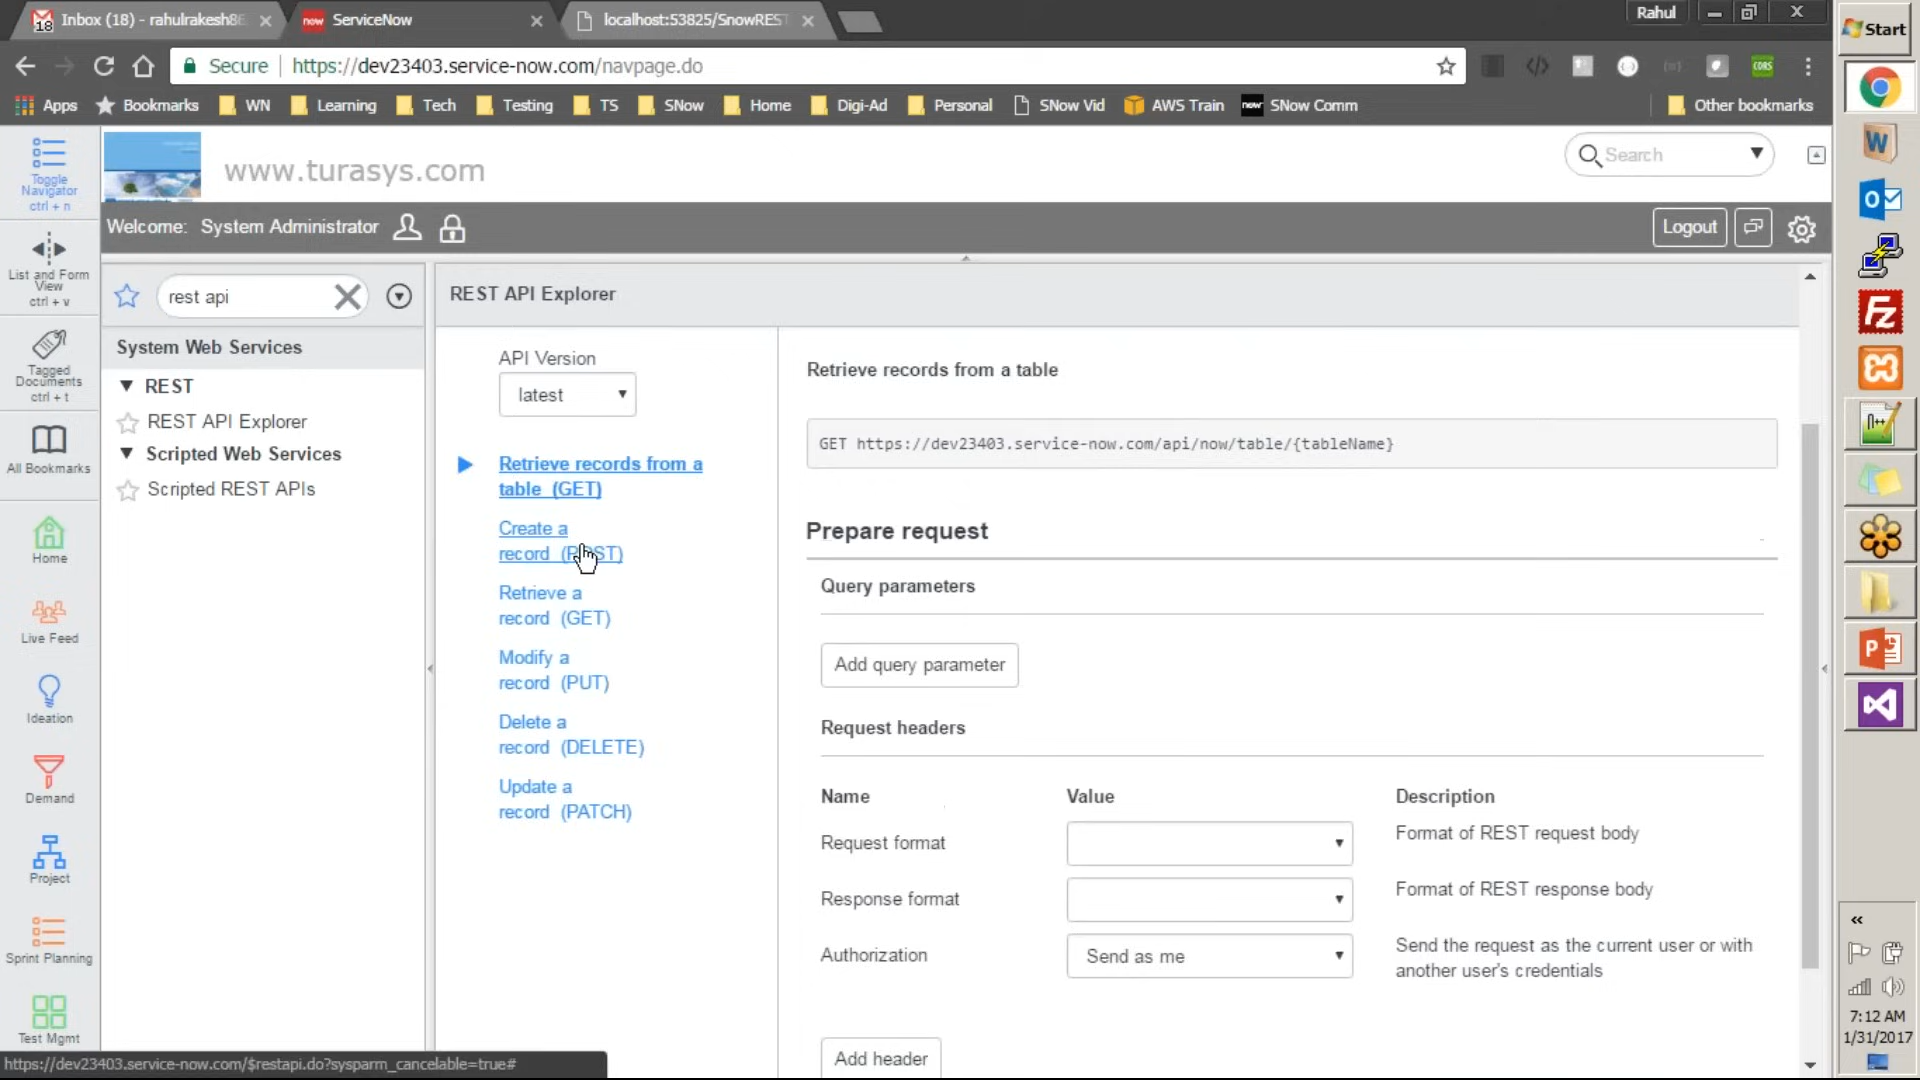 Inbox (18) - rahulrakesh86
ServiceNow
localhost:53825/SnowREST
Rahul
Start
Secure
https://dev23403.service-now.com/navpage.do
Apps
Bookmarks
WN
Learning
Tech
Testing
TS
SNow
Home
Digi-Ad
Personal
SNow Vid
AWS Train
SNow Comm
Other bookmarks
Toggle
Navigator
ctrl + n
www.turasys.com
Search
Welcome: System Administrator
Logout
List and Form
View
ctrl + v
rest api
REST API Explorer
System Web Services
REST
REST API Explorer
Scripted Web Services
Scripted REST APIs
Tagged
Documents
ctrl + t
All Bookmarks
Home
Live Feed
Ideation
Demand
Project
Sprint Planning
Test Mgmt
API Version
latest
Retrieve records from a
table (GET)
Create a
record (POST)
Retrieve a
record (GET)
Modify a
record (PUT)
Delete a
record (DELETE)
Update a
record (PATCH)
Retrieve records from a table
GET https://dev23403.service-now.com/api/now/table/{tableName}
Prepare request
Query parameters
Add query parameter
Request headers
Name Value Description
Request format Format of REST request body
Response format Format of REST response body
Authorization Send as me Send the request as the current user or with
another user's credentials
Add header
https://dev23403.service-now.com/$restapi.do?sysparm_cancelable=true#
7:12 AM
1/31/2017